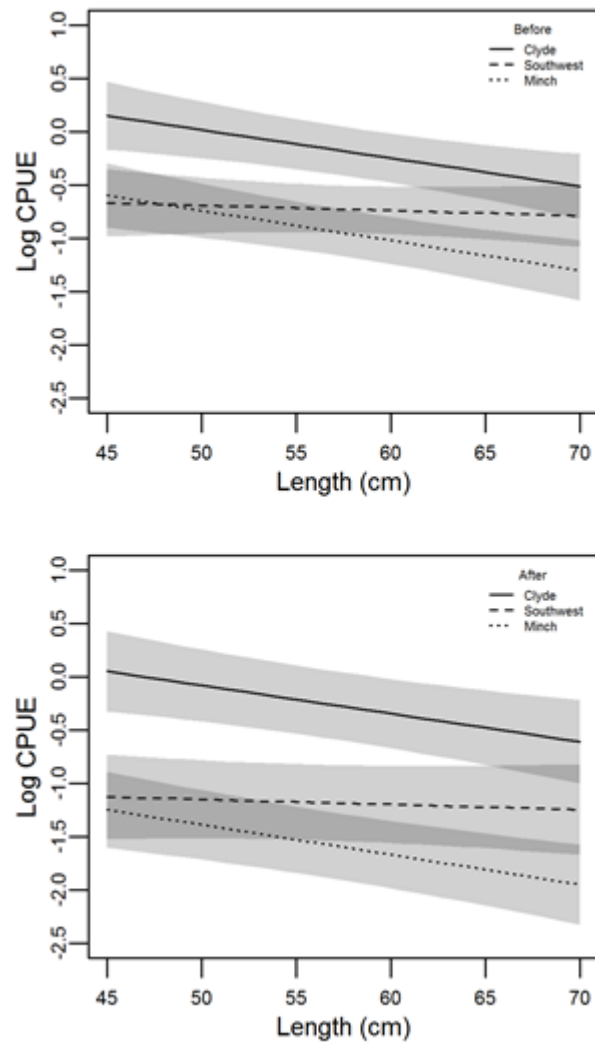 Before
Clyde
Southwest
Minch
1.0
0.5
0.0
-0.5
-1.0
-1.5
-2.0
-2.5
Log CPUE
45 50 55 60 65 70
Length (cm)
After
Clyde
Southwest
Minch
1.0
0.5
0.0
-0.5
-1.0
-1.5
-2.0
-2.5
Log CPUE
45 50 55 60 65 70
Length (cm)